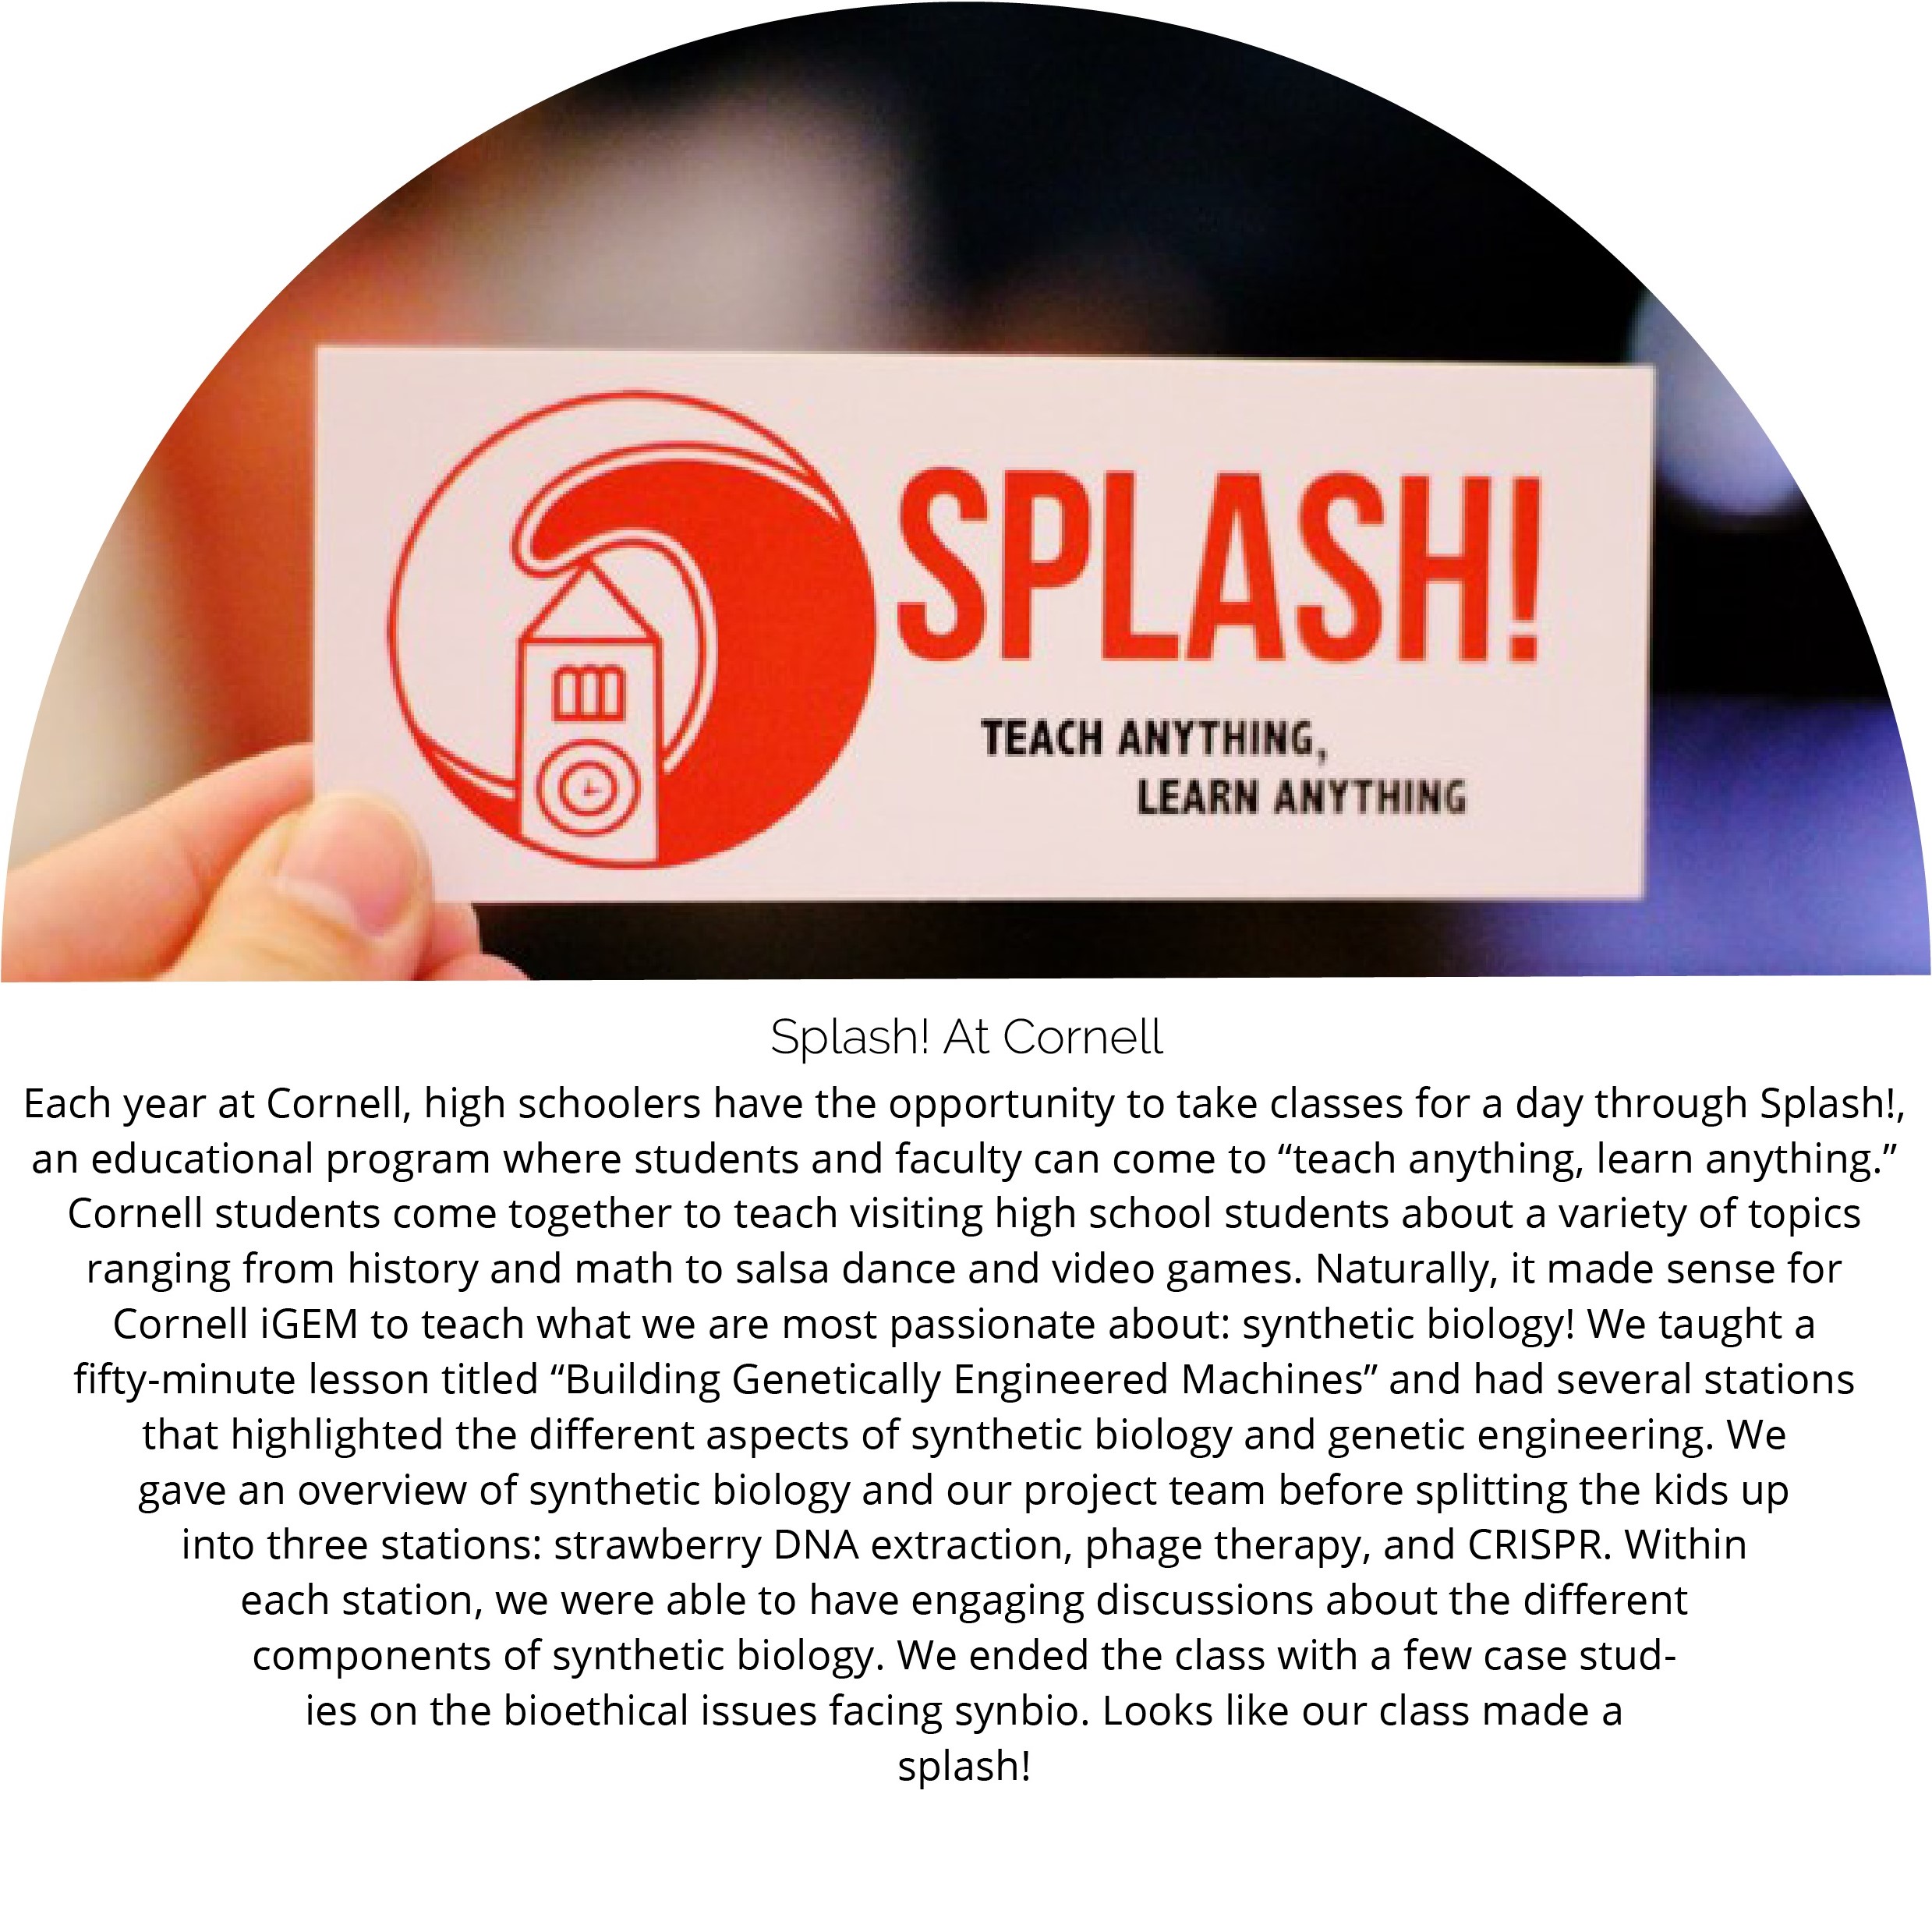 SPLASH!
TEACH ANYTHING,
LEARN ANYTHING
Splash! At Cornell
Each year at Cornell, high schoolers have the opportunity to take classes for a day through Splash!,
an educational program where students and faculty can come to “teach anything, learn anything.”
Cornell students come together to teach visiting high school students about a variety of topics
ranging from history and math to salsa dance and video games. Naturally, it made sense for
Cornell iGEM to teach what we are most passionate about: synthetic biology! We taught a
fifty-minute lesson titled “Building Genetically Engineered Machines” and had several stations
that highlighted the different aspects of synthetic biology and genetic engineering. We
gave an overview of synthetic biology and our project team before splitting the kids up
into three stations: strawberry DNA extraction, phage therapy, and CRISPR. Within
each station, we were able to have engaging discussions about the different
components of synthetic biology. We ended the class with a few case stud-
ies on the bioethical issues facing synbio. Looks like our class made a
splash!